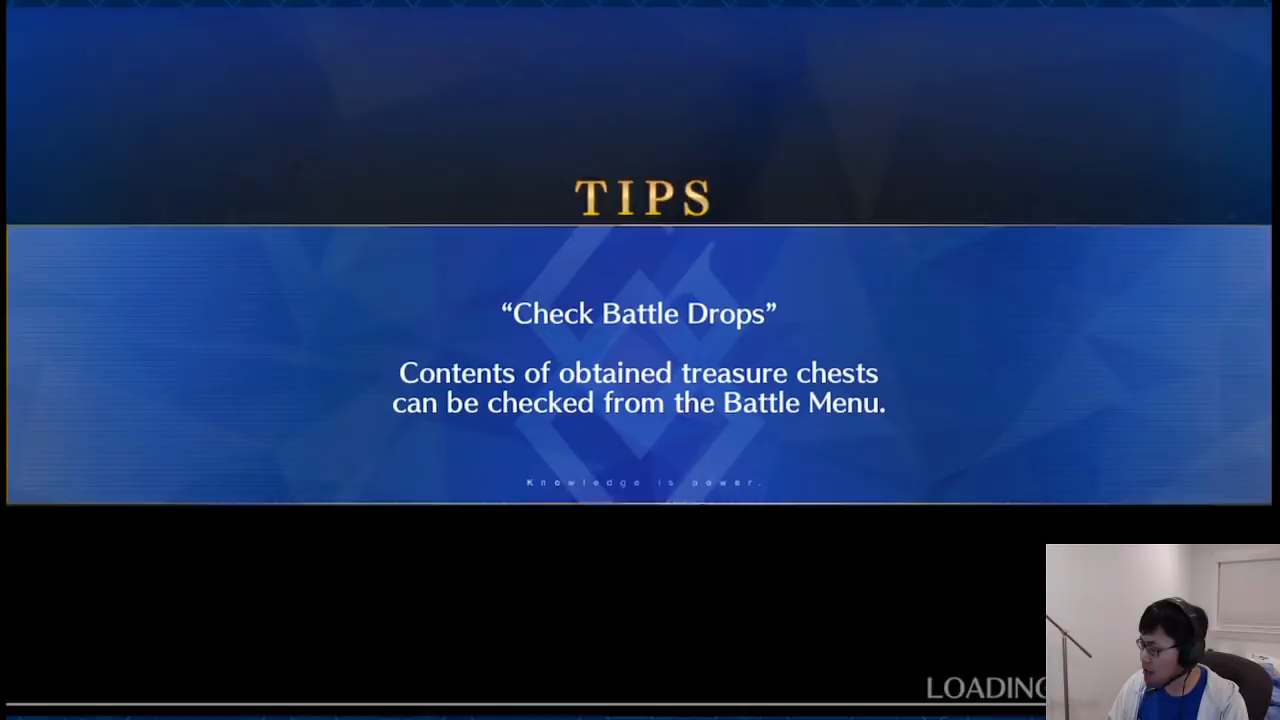 TIPS
“Check Battle Drops”
Contents of obtained treasure chests
can be checked from the Battle Menu.
Knowledge is power.
LOADING